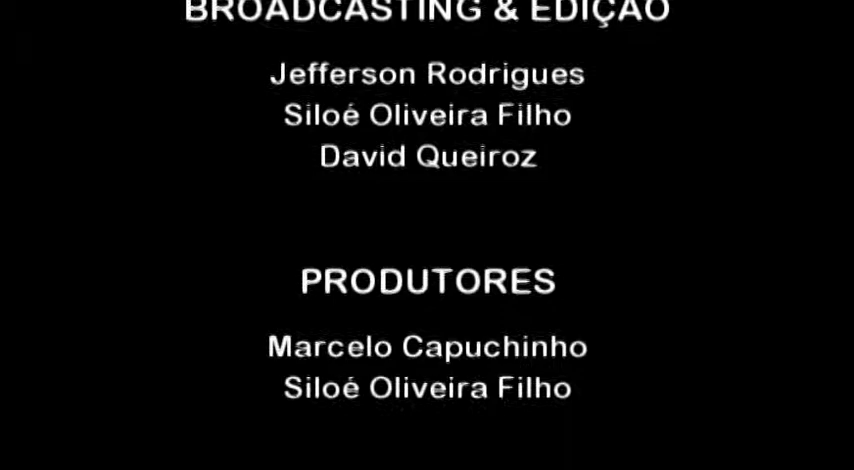 BROADCASTING & EDIÇÃO
Jefferson Rodrigues
Siloé Oliveira Filho
David Queiroz
PRODUTORES
Marcelo Capuchinho
Siloé Oliveira Filho